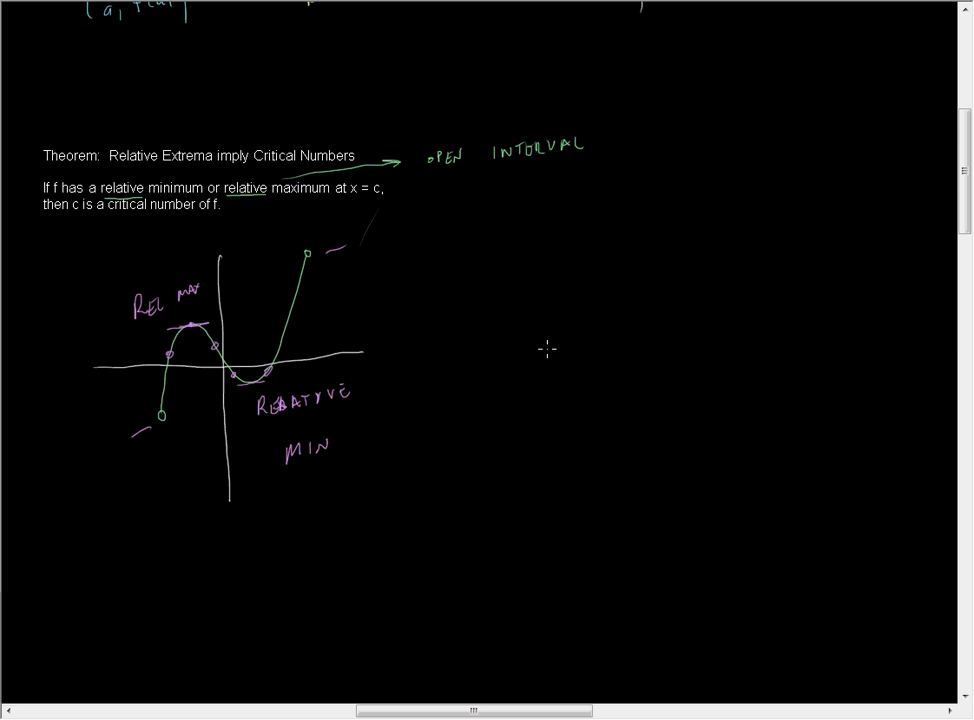 Theorem: Relative Extrema imply Critical Numbers
OPEN INTERVAL
If f has a relative minimum or relative maximum at x = c,
then c is a critical number of f.
REL MAX
RELATIVE
MIN